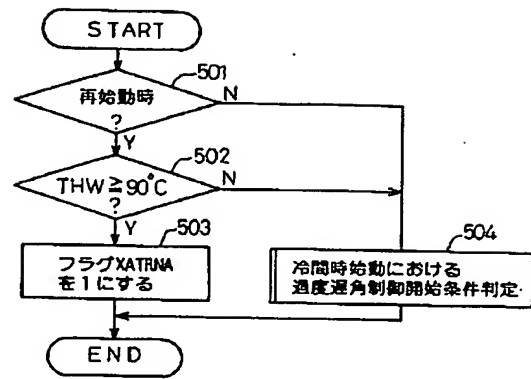 START
501
再始動時
?
N
Y
502
THW≧90°C
?
N
Y
503
フラグXATRNA
を1にする
504
冷間時始動における
過度遅角制御開始条件判定
END